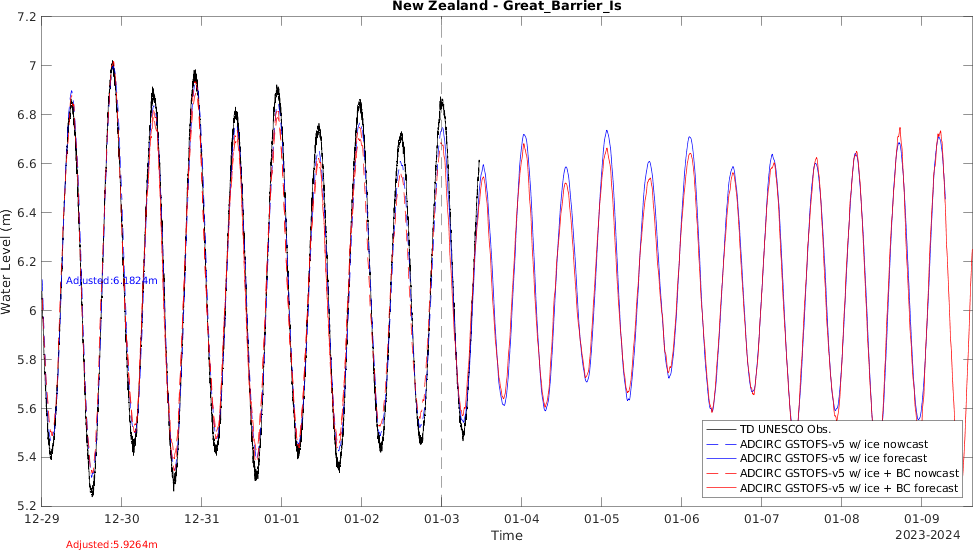 New Zealand - Great_Barrier_Is
7.2
7
6.8
6.6
6.4
6.2
6
5.8
5.6
5.4
5.2
Water Level (m)
Adjusted:6.1824m
TD UNESCO Obs.
ADCIRC GSTOFS-v5 w/ ice nowcast
ADCIRC GSTOFS-v5 w/ ice forecast
ADCIRC GSTOFS-v5 w/ ice + BC nowcast
ADCIRC GSTOFS-v5 w/ ice + BC forecast
12-29 12-30 12-31 01-01 01-02 01-03 01-04 01-05 01-06 01-07 01-08 01-09
Time
2023-2024
Adjusted:5.9264m